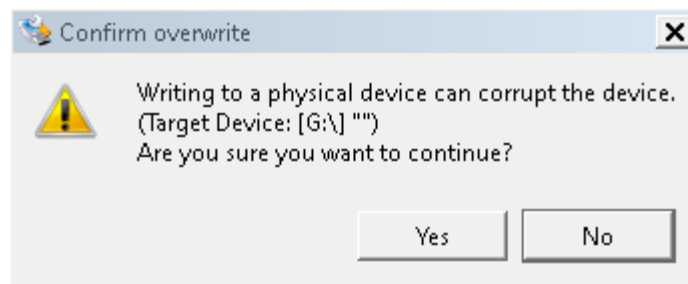 Confirm overwrite
Writing to a physical device can corrupt the device.
(Target Device: [G:\] "")
Are you sure you want to continue?
Yes
No